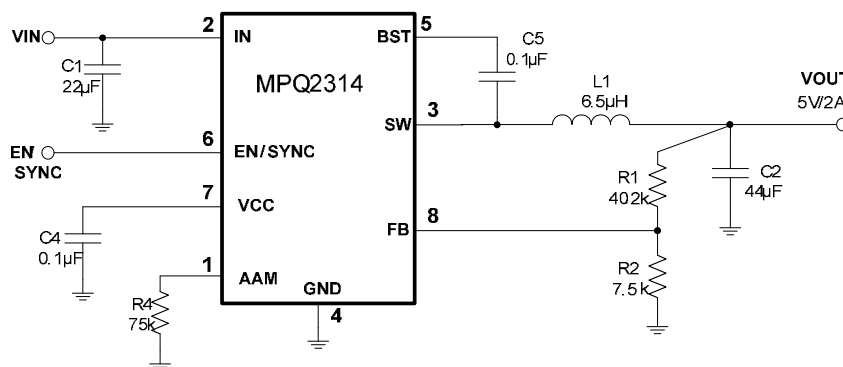 VIN
2
IN
C1
22µF
MPQ2314
BST
5
C5
0.1µF
L1
6.5µH
VOUT
5V/2A
SW
3
EN
SYNC
6
EN/SYNC
7
VCC
C4
0.1µF
1
AAM
R4
75k
GND
4
FB
8
R1
40.2k
C2
44µF
R2
7.5k